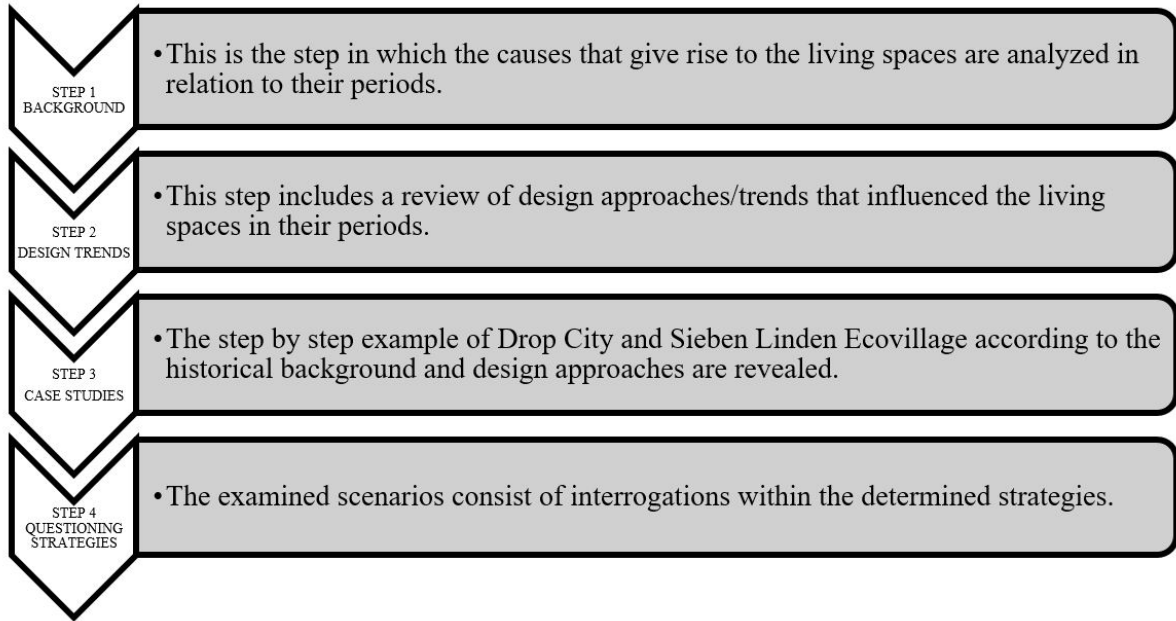 STEP 1
BACKGROUND
•This is the step in which the causes that give rise to the living spaces are analyzed in
relation to their periods.
STEP 2
DESIGN TRENDS
•This step includes a review of design approaches/trends that influenced the living
spaces in their periods.
STEP 3
CASE STUDIES
•The step by step example of Drop City and Sieben Linden Ecovillage according to the
historical background and design approaches are revealed.
STEP 4
QUESTIONING
STRATEGIES
•The examined scenarios consist of interrogations within the determined strategies.